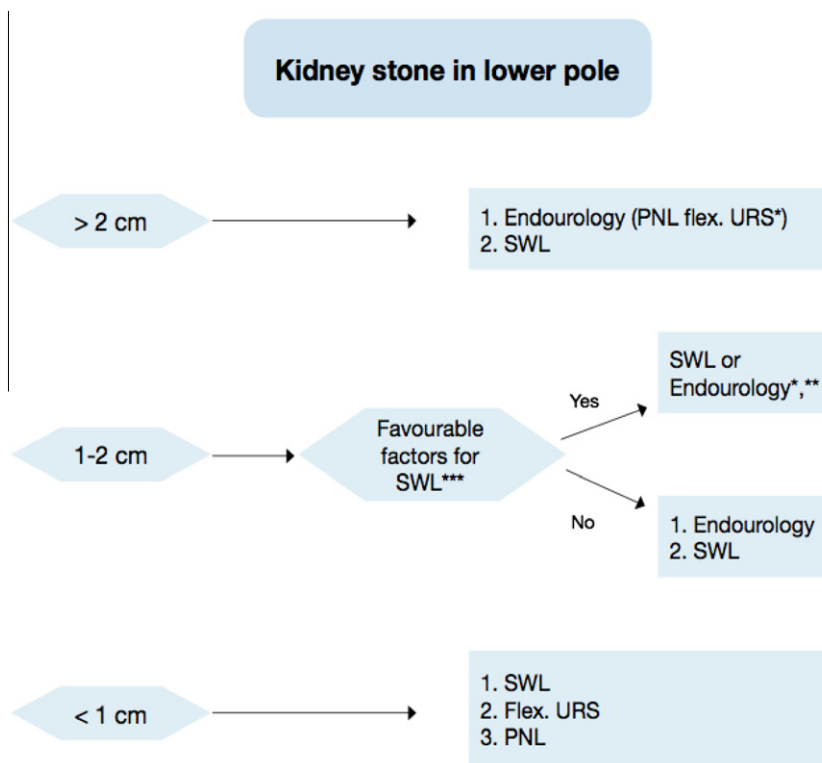 Kidney stone in lower pole
> 2 cm
1. Endourology (PNL flex. URS*)
2. SWL
1-2 cm
Favourable
factors for
SWL***
Yes
SWL or
Endourology*,**
No
1. Endourology
2. SWL
< 1 cm
1. SWL
2. Flex. URS
3. PNL